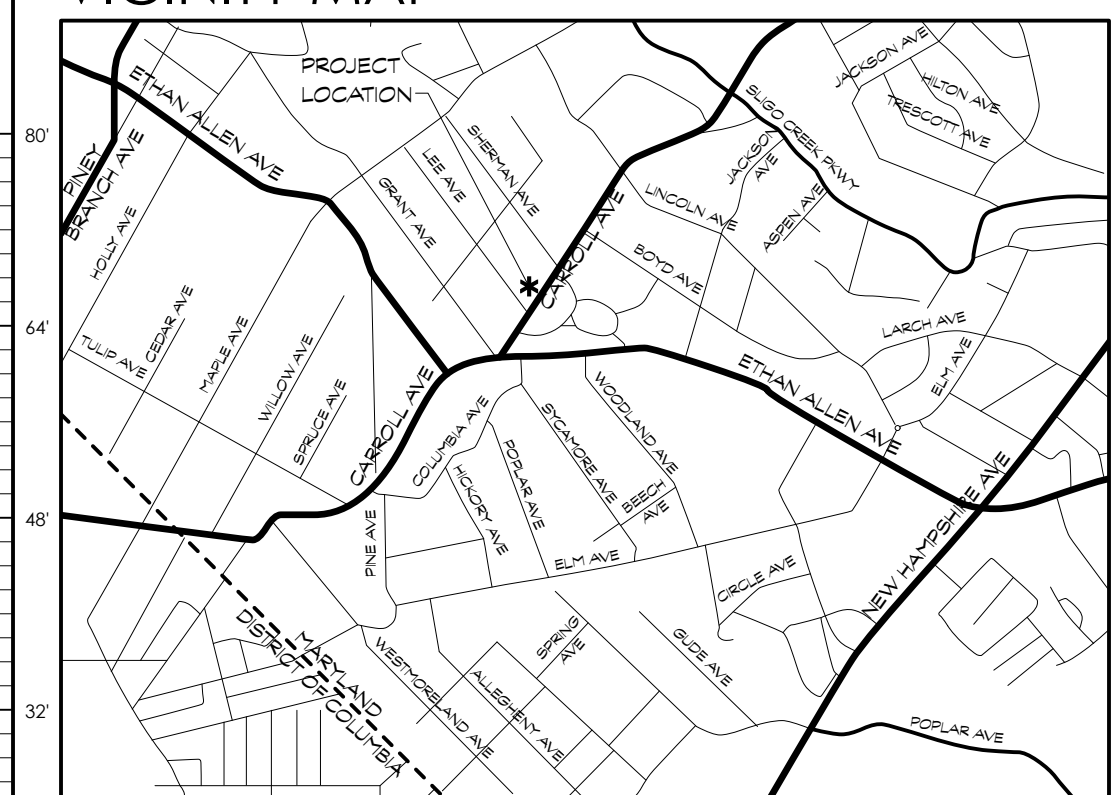 VICINITY MAP
80'
64'
48'
32'
PROJECT
LOCATION
ETHAN ALLEN AVE
PINEY
BRANCH AVE
HOLLY AVE
TULIP AVE
CEDAR AVE
MAPLE AVE
WILLOW AVE
SPRUCE AVE
GRANT AVE
LEE AVE
SHERMAN AVE
*
CARROLL AVE
CARROLL AVE
SLIGO CREEK PKWY
JACKSON AVE
HILTON AVE
TRESCOTT AVE
JACKSON
AVE
LINCOLN AVE
ASPEN AVE
BOYD AVE
LARCH AVE
ELM AVE
ETHAN ALLEN AVE
NEW HAMPSHIRE AVE
COLUMBIA AVE
HICKORY AVE
POPLAR AVE
SYCAMORE AVE
WOODLAND AVE
BEECH
AVE
PINE AVE
ELM AVE
CIRCLE AVE
SPRING
AVE
GUDE AVE
WESTMORELAND AVE
ALLEGHENY AVE
MARYLAND
DISTRICT OF COLUMBIA
POPLAR AVE